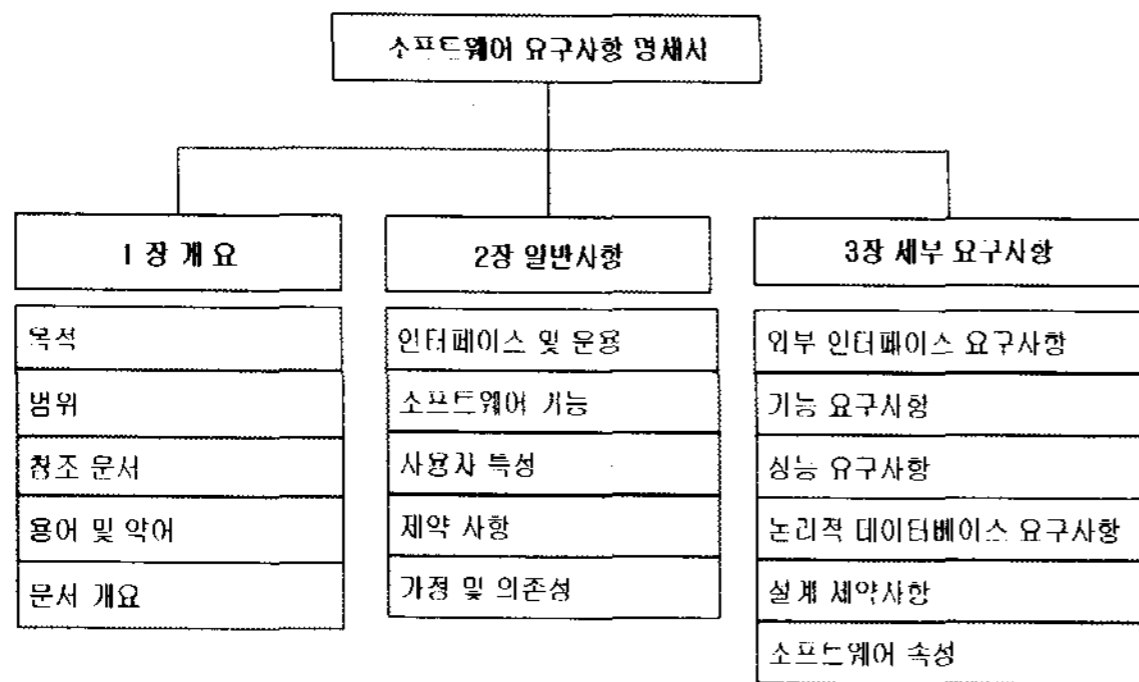 소프트웨어 요구사항 명세서
1 장 개 요
목적
범위
참조 문서
용어 및 약어
문서 개요
2장 일반사항
인터페이스 및 운용
소프트웨어 기능
사용자 특성
제약 사항
가정 및 의존성
3장 세부 요구사항
외부 인터페이스 요구사항
기능 요구사항
성능 요구사항
논리적 데이터베이스 요구사항
설계 제약사항
소프트웨어 속성